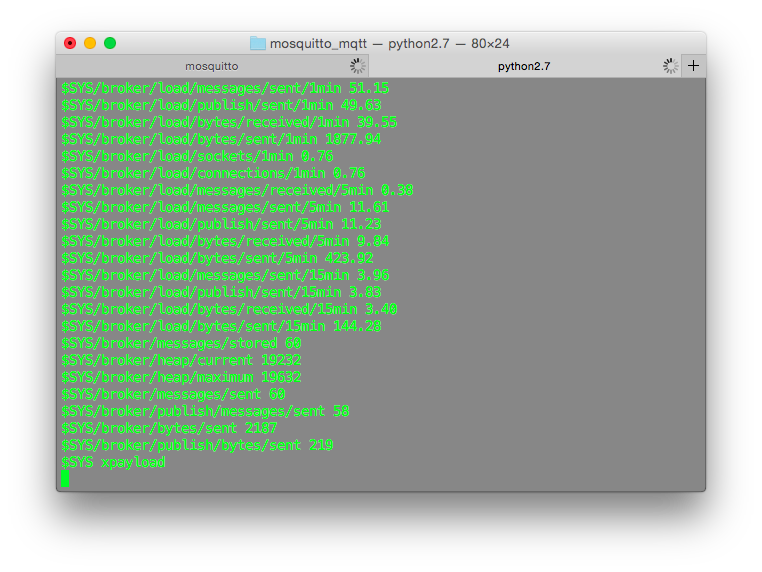 mosquitto_mqtt — python2.7 — 80×24
mosquitto python2.7 +
$SYS/broker/load/messages/sent/1min 51.15
$SYS/broker/load/publish/sent/1min 49.63
$SYS/broker/load/bytes/received/1min 39.55
$SYS/broker/load/bytes/sent/1min 1877.94
$SYS/broker/load/sockets/1min 0.76
$SYS/broker/load/connections/1min 0.76
$SYS/broker/load/messages/received/5min 0.38
$SYS/broker/load/messages/sent/5min 11.61
$SYS/broker/load/publish/sent/5min 11.23
$SYS/broker/load/bytes/received/5min 9.84
$SYS/broker/load/bytes/sent/5min 423.92
$SYS/broker/load/messages/sent/15min 3.96
$SYS/broker/load/publish/sent/15min 3.83
$SYS/broker/load/bytes/received/15min 3.40
$SYS/broker/load/bytes/sent/15min 144.28
$SYS/broker/messages/stored 60
$SYS/broker/heap/current 19232
$SYS/broker/heap/maximum 19632
$SYS/broker/messages/sent 60
$SYS/broker/publish/messages/sent 58
$SYS/broker/bytes/sent 2187
$SYS/broker/publish/bytes/sent 219
$SYS xpayload